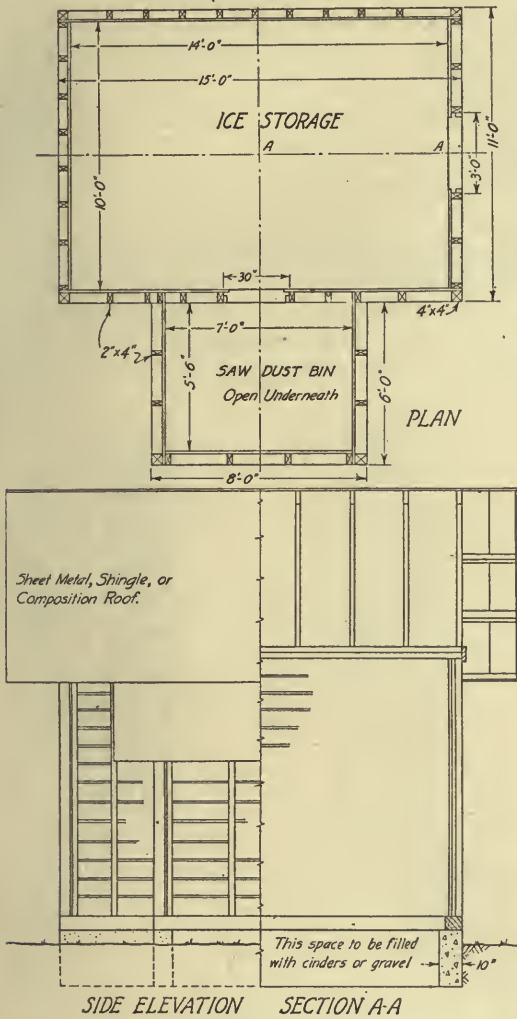 14'-0"
15'-0"
ICE STORAGE
A
A
10'-0"
3'-0"
11'-0"
30"
7'-0"
4"x4"
2"x4"
5'-6"
SAW DUST BIN
Open Underneath
6'-0"
PLAN
8'-0"
Sheet Metal, Shingle, or
Composition Roof.
This space to be filled
with cinders or gravel
10"
SIDE ELEVATION
SECTION A-A